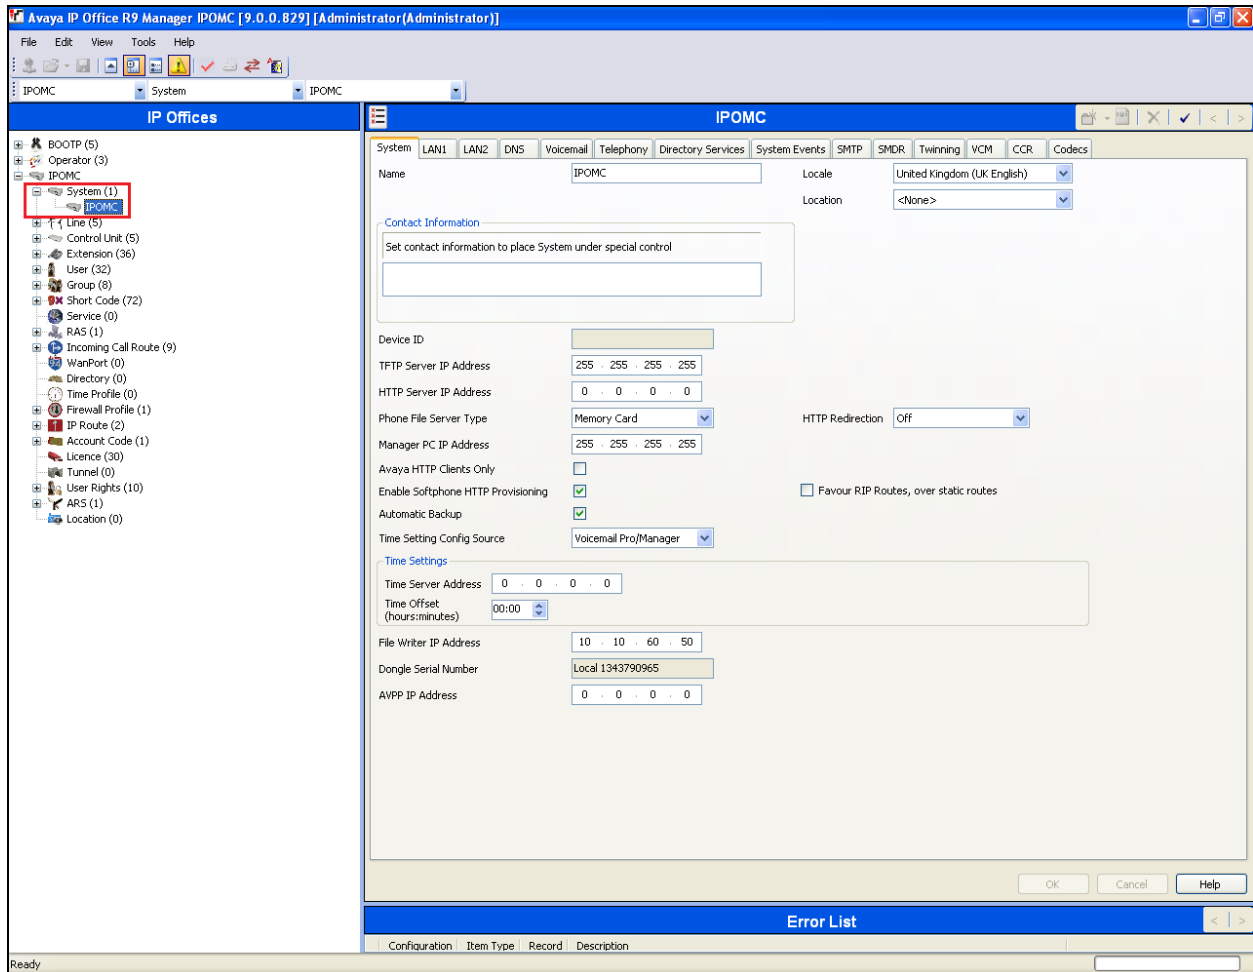 Avaya IP Office R9 Manager IPOMC [9.0.0.829] [Administrator(Administrator)]
File Edit View Tools Help
IPOMC System IPOMC
IP Offices
BOOTP (5)
Operator (3)
IPOMC
System (1)
IPOMC
Line (5)
Control Unit (5)
Extension (36)
User (32)
Group (8)
Short Code (72)
Service (0)
RAS (1)
Incoming Call Route (9)
WanPort (0)
Directory (0)
Time Profile (0)
Firewall Profile (1)
IP Route (2)
Account Code (1)
Licence (30)
Tunnel (0)
User Rights (10)
ARS (1)
Location (0)
IPOMC
System LAN1 LAN2 DNS Voicemail Telephony Directory Services System Events SMTP SMDR Twinning VCM CCR Codecs
Name IPOMC Locale United Kingdom (UK English)
Location <None>
Contact Information
Set contact information to place System under special control
Device ID
TFTP Server IP Address 255 . 255 . 255 . 255
HTTP Server IP Address 0 . 0 . 0 . 0
Phone File Server Type Memory Card HTTP Redirection Off
Manager PC IP Address 255 . 255 . 255 . 255
Avaya HTTP Clients Only
Enable Softphone HTTP Provisioning Favour RIP Routes, over static routes
Automatic Backup
Time Setting Config Source Voicemail Pro/Manager
Time Settings
Time Server Address 0 . 0 . 0 . 0
Time Offset
(hours:minutes) 00:00
File Writer IP Address 10 . 10 . 60 . 50
Dongle Serial Number Local 1343790965
AVPP IP Address 0 . 0 . 0 . 0
OK Cancel Help
Error List
Configuration Item Type Record Description
Ready